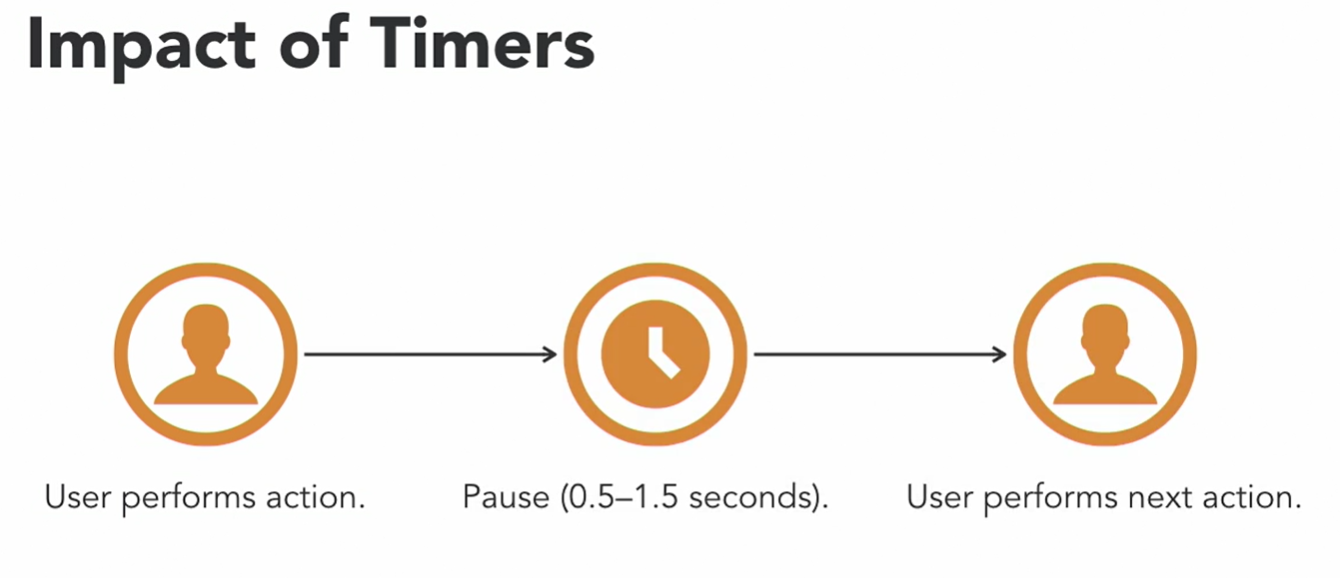 Impact of Timers
User performs action.
Pause (0.5–1.5 seconds).
User performs next action.